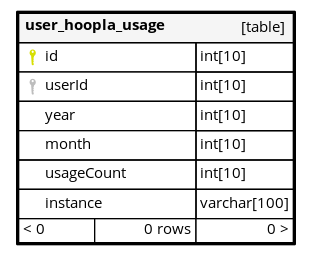 user_hoopla_usage [table]
id int[10]
userId int[10]
year int[10]
month int[10]
usageCount int[10]
instance varchar[100]
< 0 0 rows 0 >